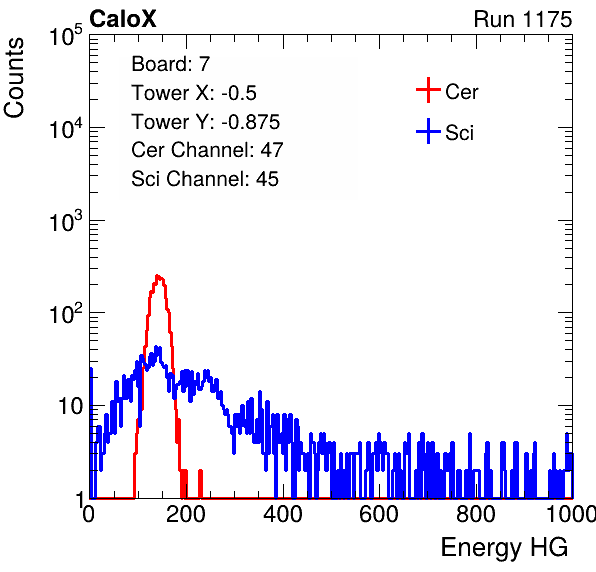 CaloX Run 1175
Counts
10^5
10^4
10^3
10^2
10
1
Board: 7
Tower X: -0.5
Tower Y: -0.875
Cer Channel: 47
Sci Channel: 45
Cer
Sci
0 200 400 600 800 1000
Energy HG